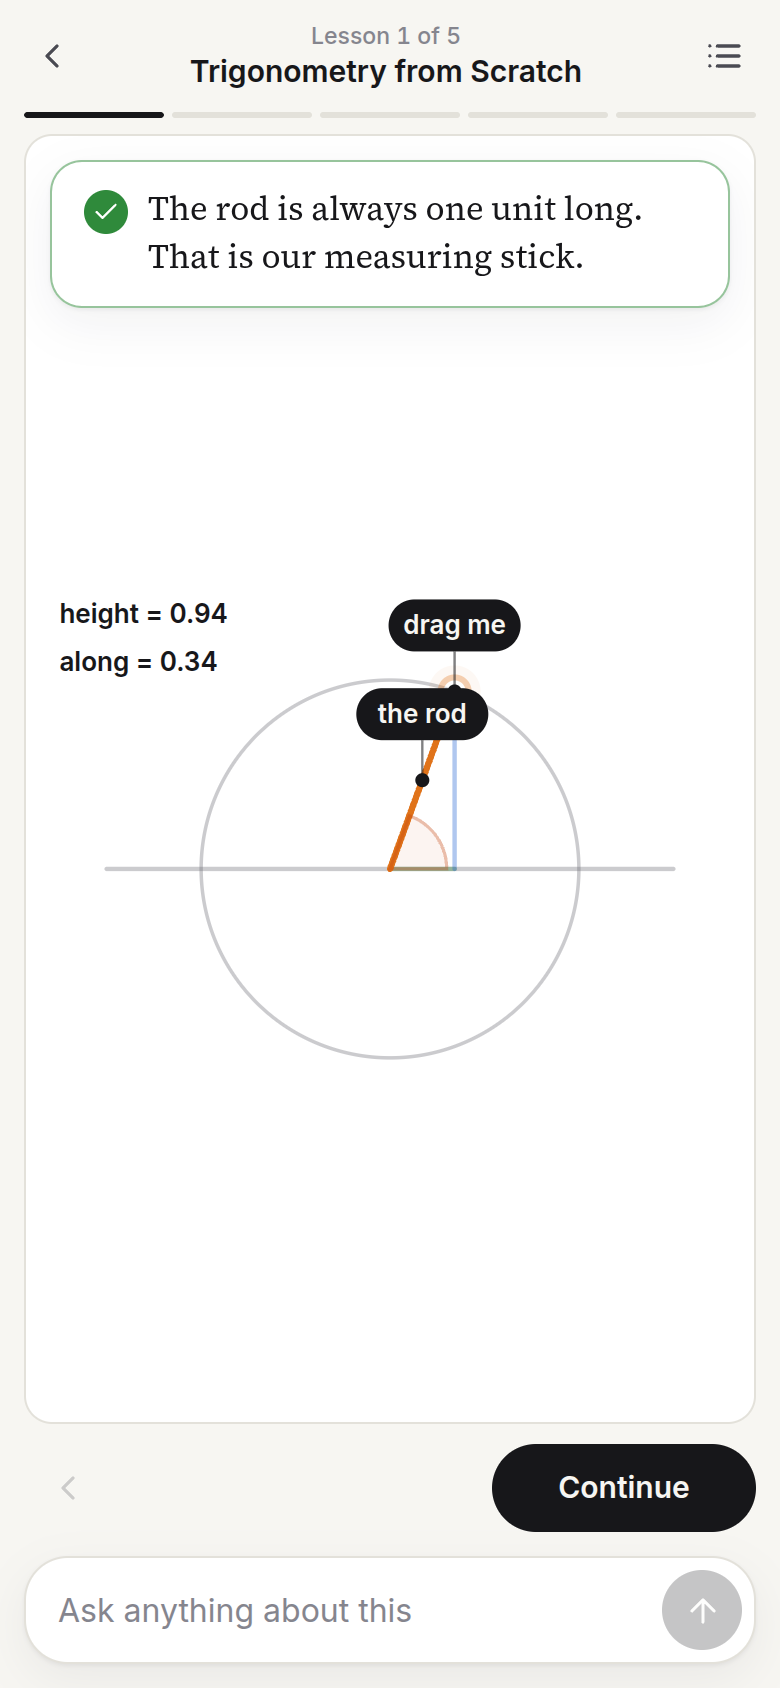 Lesson 1 of 5
Trigonometry from Scratch
The rod is always one unit long.
That is our measuring stick.
height = 0.94
along = 0.34
drag me
the rod
Continue
Ask anything about this